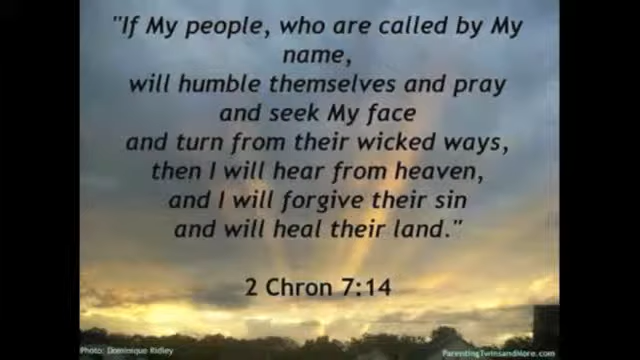 "If My people, who are called by My
name,
will humble themselves and pray
and seek My face
and turn from their wicked ways,
then I will hear from heaven,
and I will forgive their sin
and will heal their land."
2 Chron 7:14
Photo: Dominique Ridley
ParentingTwinsandMore.com